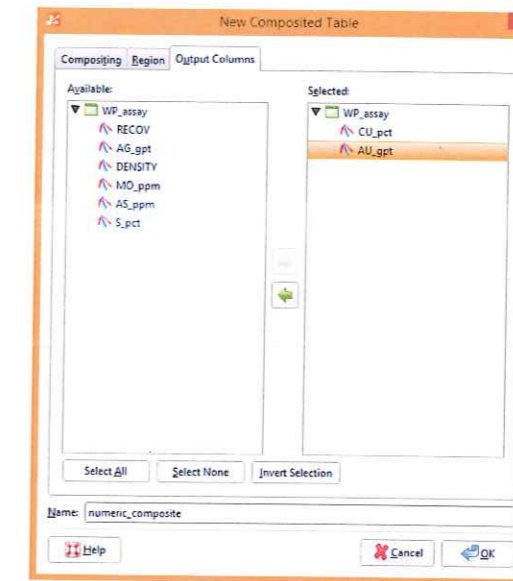 New Composited Table
Compositing Region Output Columns
Available:
WP_assay
RECOV
AG_gpt
DENSITY
MO_ppm
AS_ppm
S_pct
Selected:
WP_assay
CU_pct
AU_gpt
Select All Select None Invert Selection
Name: numeric_composite
Help Cancel OK